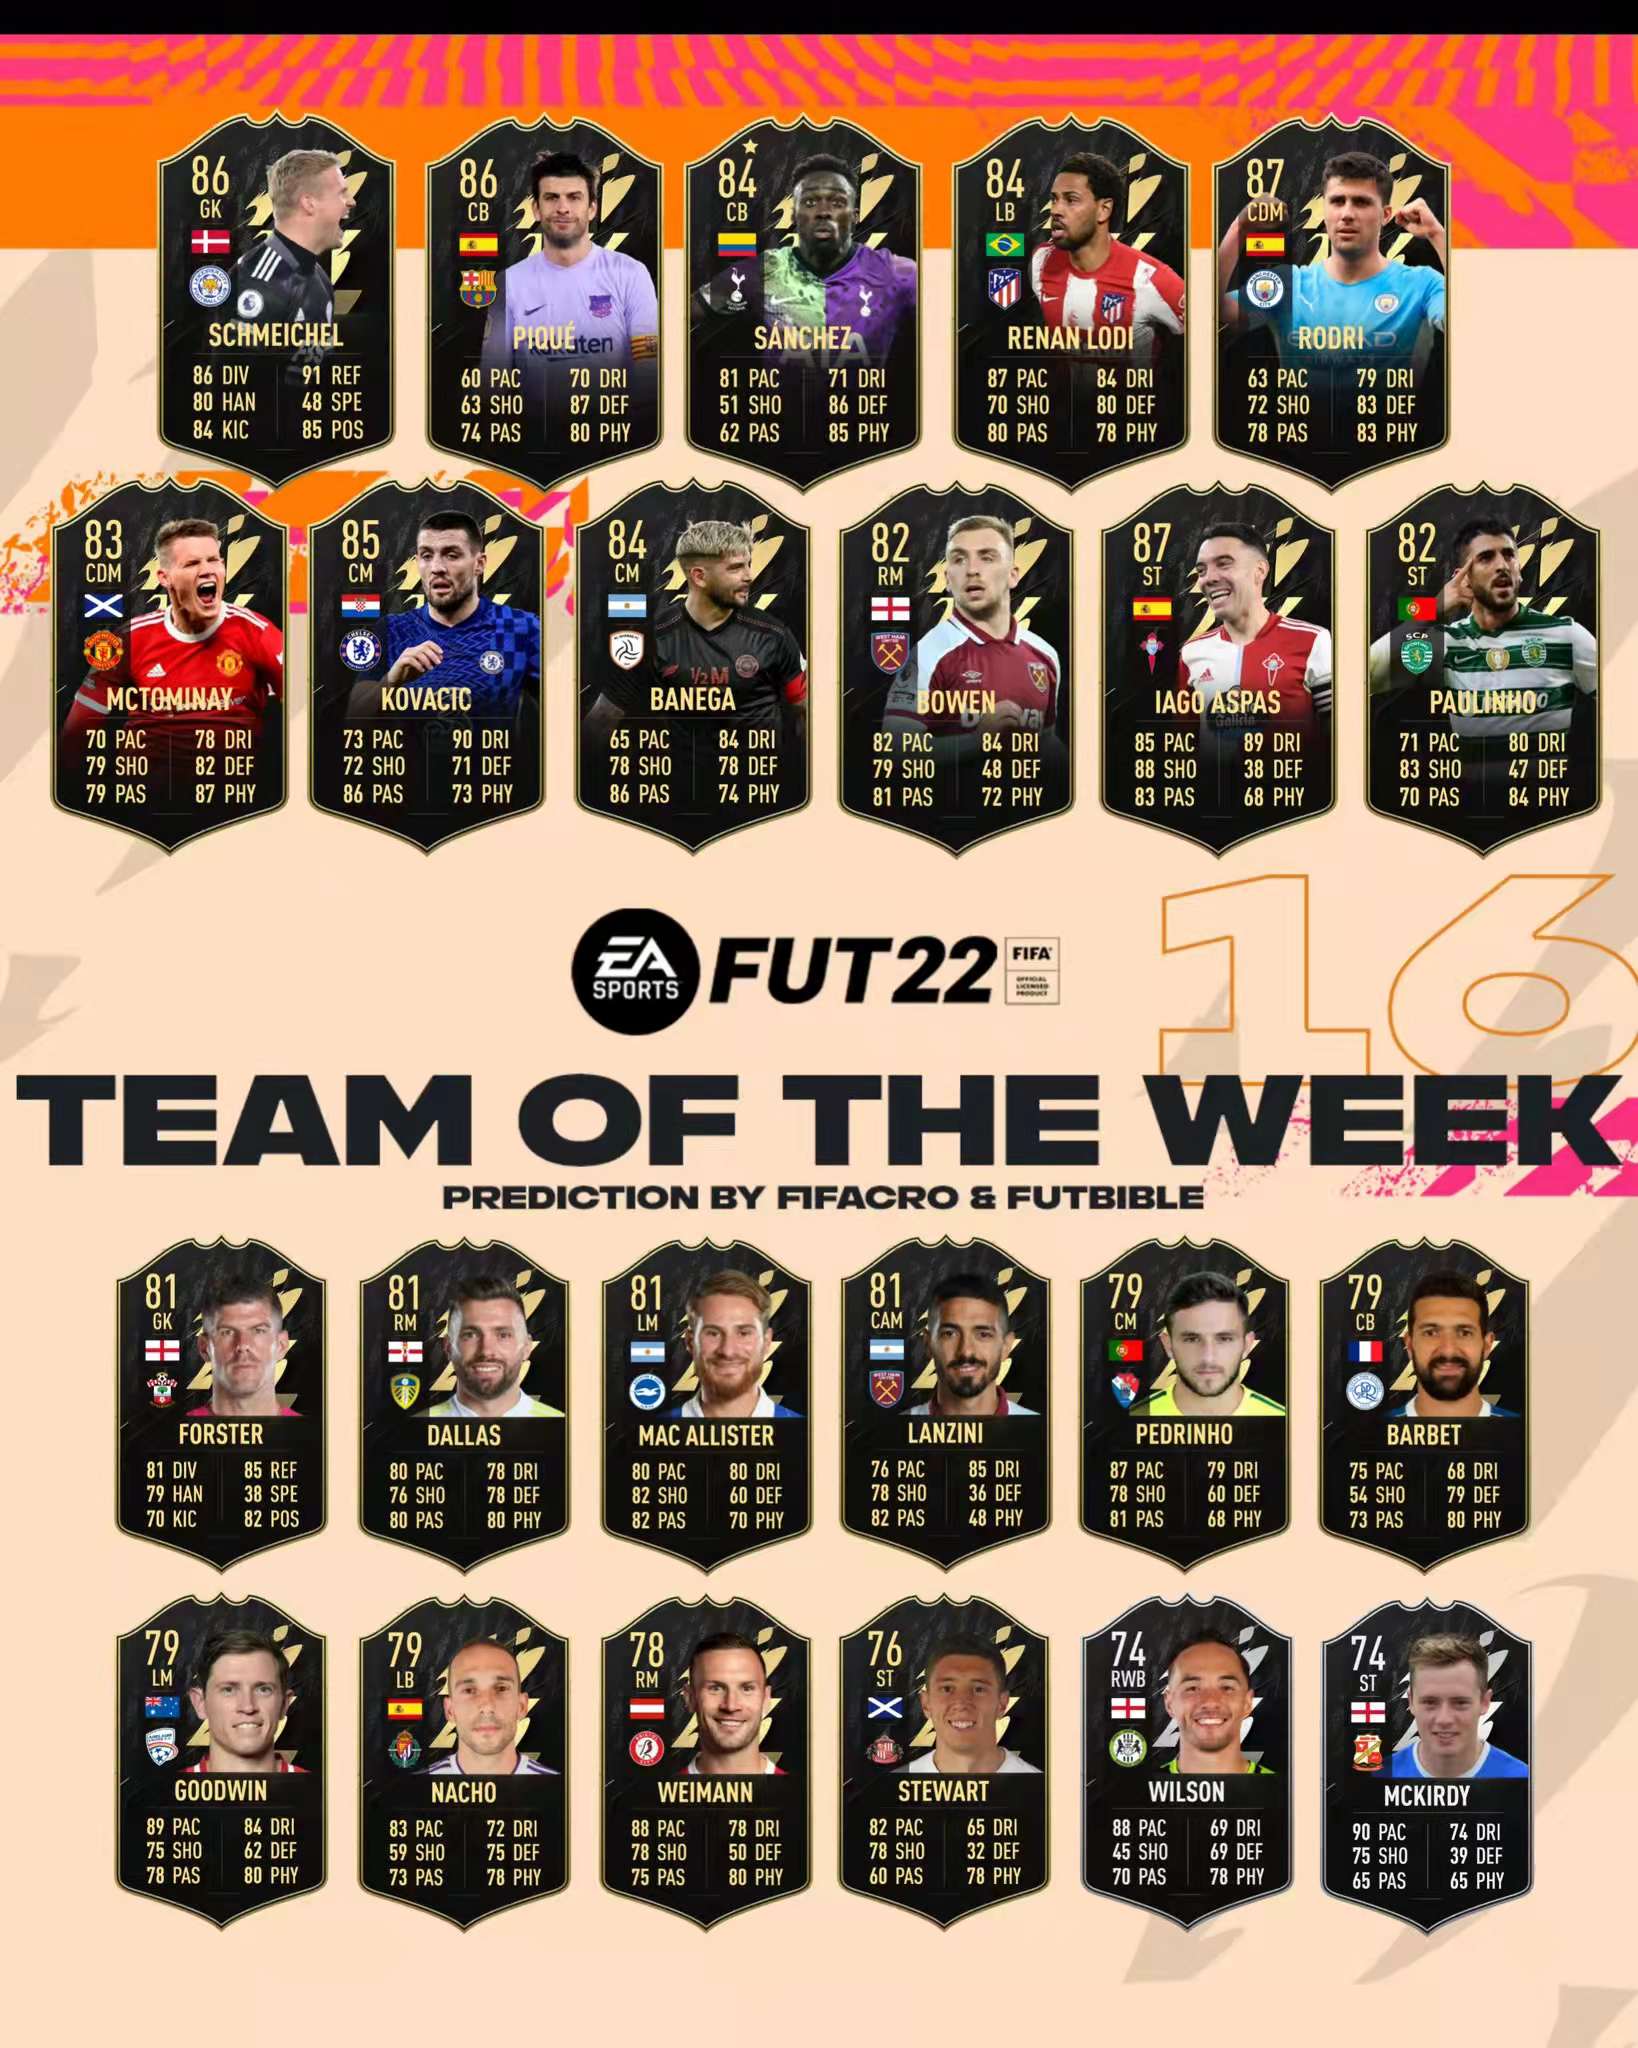 86
GK
SCHMEICHEL
86 DIV 91 REF
80 HAN 48 SPE
84 KIC 85 POS
86
CB
PIQUÉ
60 PAC 70 DRI
63 SHO 87 DEF
74 PAS 80 PHY
84
CB
SÁNCHEZ
81 PAC 71 DRI
51 SHO 86 DEF
62 PAS 85 PHY
84
LB
RENAN LODI
87 PAC 84 DRI
70 SHO 80 DEF
80 PAS 78 PHY
87
CDM
RODRI
63 PAC 79 DRI
72 SHO 83 DEF
78 PAS 83 PHY
83
CDM
MCTOMINAY
70 PAC 78 DRI
79 SHO 82 DEF
79 PAS 87 PHY
85
CM
KOVACIC
73 PAC 90 DRI
72 SHO 71 DEF
86 PAS 73 PHY
84
CM
BANEGA
65 PAC 84 DRI
78 SHO 78 DEF
86 PAS 74 PHY
82
RM
BOWEN
82 PAC 84 DRI
79 SHO 48 DEF
81 PAS 72 PHY
87
ST
IAGO ASPAS
85 PAC 89 DRI
88 SHO 38 DEF
83 PAS 68 PHY
82
ST
PAULINHO
71 PAC 80 DRI
83 SHO 47 DEF
70 PAS 84 PHY
16
EA
SPORTS
FUT22
FIFA
OFFICIAL
LICENSED
PRODUCT
TEAM OF THE WEEK
PREDICTION BY FIFACRO & FUTBIBLE
81
GK
FORSTER
81 DIV 85 REF
79 HAN 38 SPE
70 KIC 82 POS
81
RM
DALLAS
80 PAC 78 DRI
76 SHO 78 DEF
80 PAS 80 PHY
81
LM
MAC ALLISTER
80 PAC 80 DRI
82 SHO 60 DEF
82 PAS 70 PHY
81
CAM
LANZINI
76 PAC 85 DRI
78 SHO 36 DEF
82 PAS 48 PHY
79
CM
PEDRINHO
87 PAC 79 DRI
78 SHO 60 DEF
81 PAS 68 PHY
79
CB
BARBET
75 PAC 68 DRI
54 SHO 79 DEF
73 PAS 80 PHY
79
LM
GOODWIN
89 PAC 84 DRI
75 SHO 62 DEF
78 PAS 80 PHY
79
LB
NACHO
83 PAC 72 DRI
59 SHO 75 DEF
73 PAS 78 PHY
78
RM
WEIMANN
88 PAC 78 DRI
78 SHO 50 DEF
75 PAS 80 PHY
76
ST
STEWART
82 PAC 65 DRI
78 SHO 32 DEF
60 PAS 78 PHY
74
RWB
WILSON
88 PAC 69 DRI
45 SHO 69 DEF
70 PAS 78 PHY
74
ST
MCKIRDY
90 PAC 74 DRI
75 SHO 39 DEF
65 PAS 65 PHY